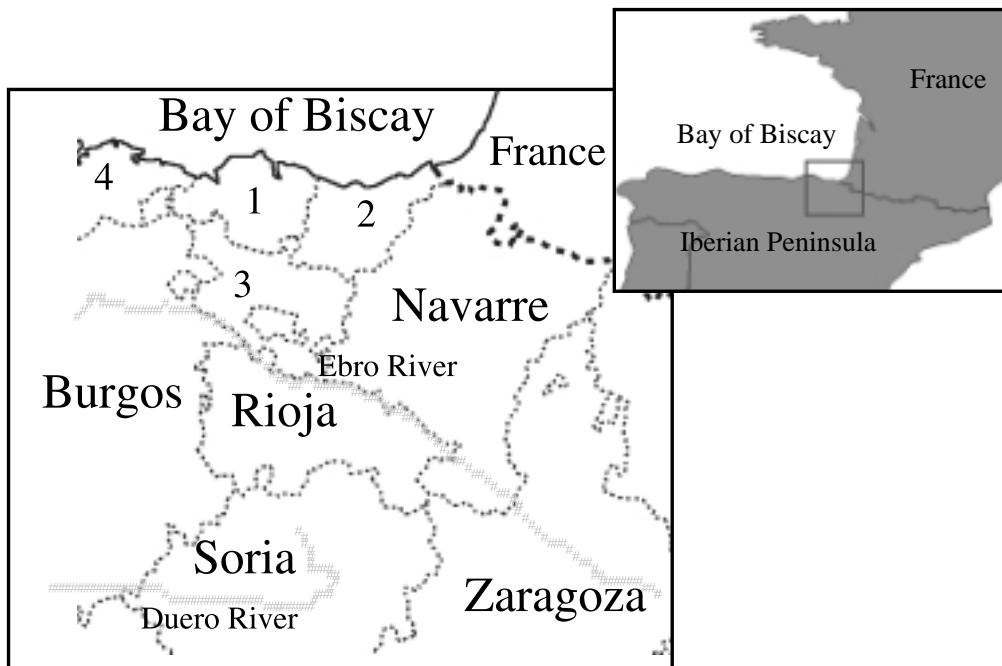 Bay of Biscay
France
4
1
2
3
Navarre
Ebro River
Burgos
Rioja
Soria
Duero River
Zaragoza
France
Bay of Biscay
Iberian Peninsula